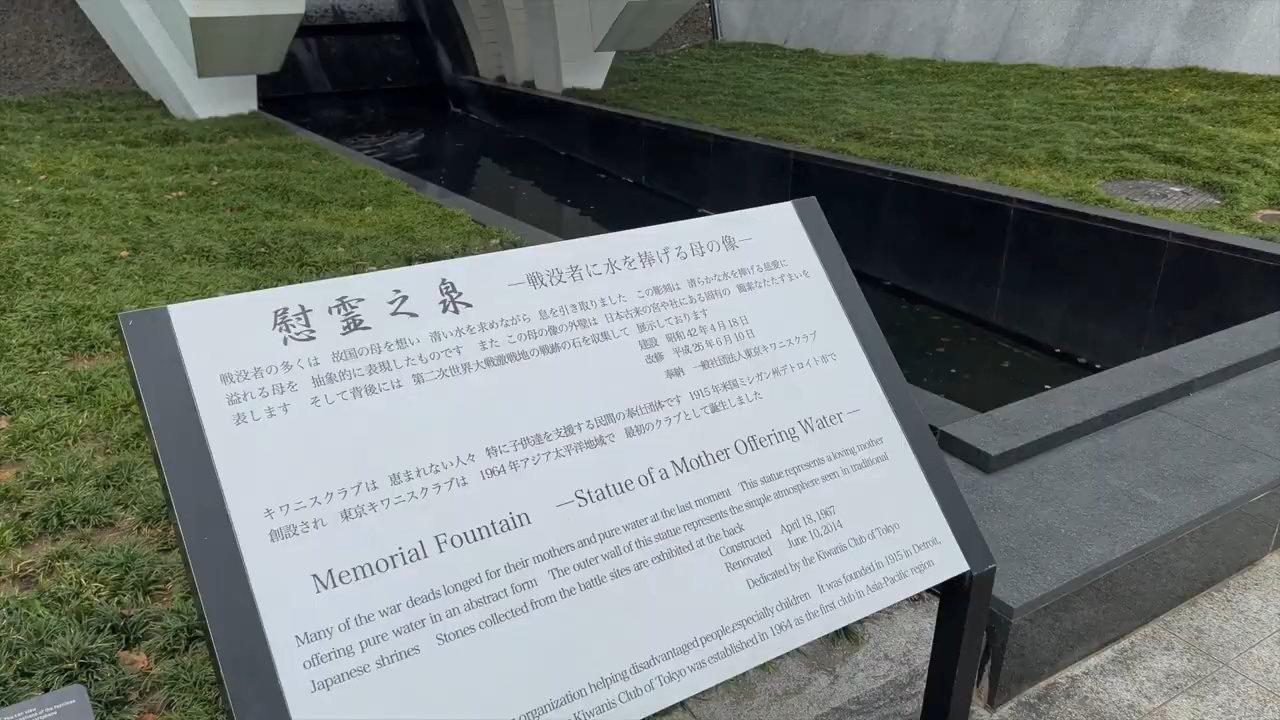 慰霊之泉 ―戦没者に水を捧げる母の像―
戦没者の多くは 故国の母を想い 清い水を求めながら 息を引き取りました この彫刻は 清らかな水を捧げる慈愛に
溢れる母を 抽象的に表現したものです また この母の像の外壁は 日本古来の宮や社にある固有の 簡素なたたずまいを
表します そして背後には 第二次世界大戦激戦地の戦跡の石を収集して 展示しております
建設 昭和42年4月18日
改修 平成26年6月10日
奉納 一般社団法人東京キワニスクラブ
キワニスクラブは 恵まれない人々 特に子供達を支援する民間の奉仕団体です 1915年米国ミシガン州デトロイト市で
創設され 東京キワニスクラブは 1964年アジア太平洋地域で 最初のクラブとして誕生しました
Memorial Fountain —Statue of a Mother Offering Water—
Many of the war deads longed for their mothers and pure water at the last moment This statue represents a loving mother
offering pure water in an abstract form The outer wall of this statue represents the simple atmosphere seen in traditional
Japanese shrines Stones collected from the battle sites are exhibited at the back
Constructed April 18, 1967
Renovated June 10, 2014
Dedicated by the Kiwanis Club of Tokyo
organization helping disadvantaged people,especially children It was founded in 1915 in Detroit,
Kiwanis Club of Tokyo was established in 1964 as the first club in Asia-Pacific region